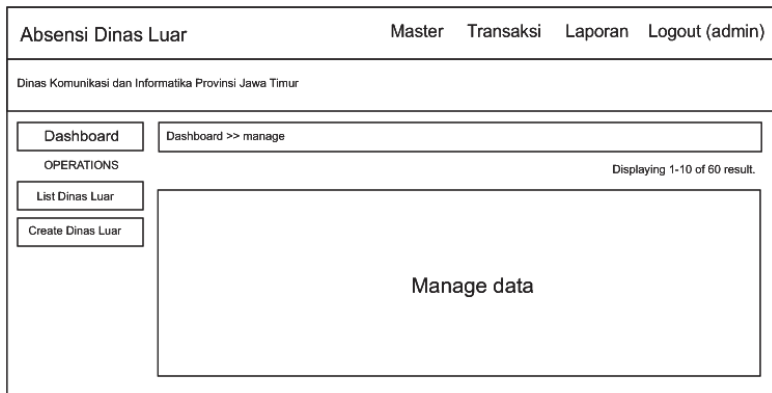 Absensi Dinas Luar Master Transaksi Laporan Logout (admin)
Dinas Komunikasi dan Informatika Provinsi Jawa Timur
Dashboard Dashboard >> manage
OPERATIONS Displaying 1-10 of 60 result.
List Dinas Luar
Create Dinas Luar
Manage data